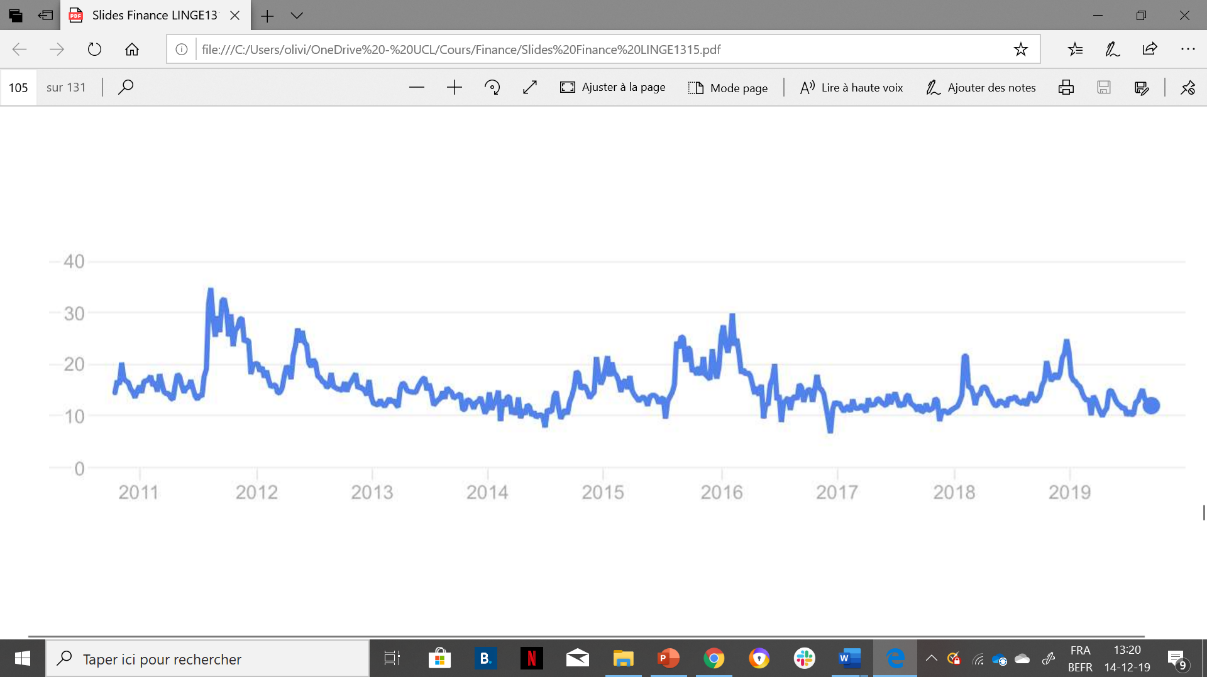 Slides Finance LINGE13
file:///C:/Users/olivi/OneDrive%20-%20UCL/Cours/Finance/Slides%20Finance%20LINGE1315.pdf
105 sur 131 Ajuster à la page Mode page Lire à haute voix Ajouter des notes
40
30
20
10
0
2011 2012 2013 2014 2015 2016 2017 2018 2019
Taper ici pour rechercher B. N FRA 13:20
BEFR 14-12-19 9